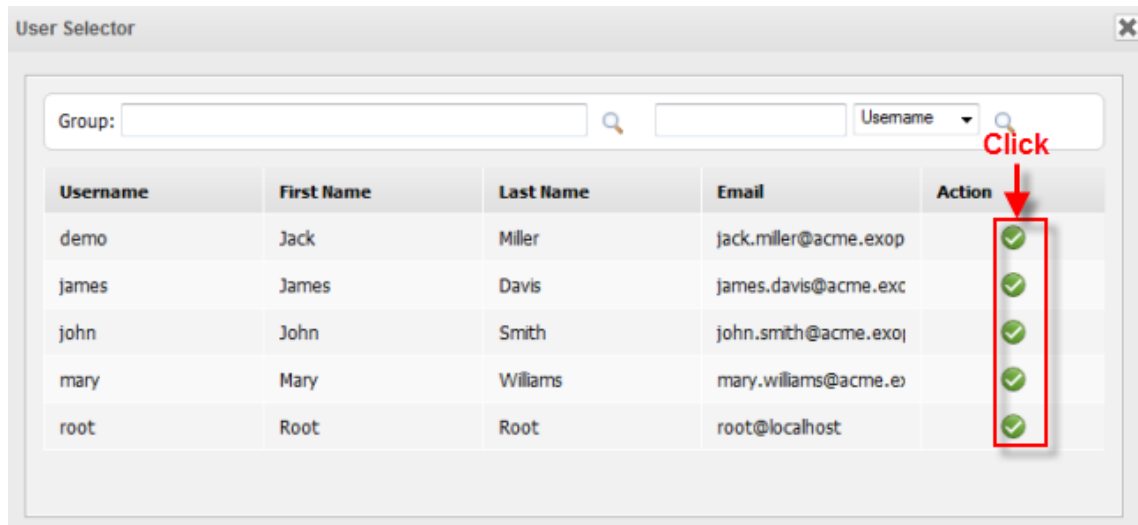 User Selector
Group: Username
Click
Username First Name Last Name Email Action
demo Jack Miller jack.miller@acme.exop
james James Davis james.davis@acme.exc
john John Smith john.smith@acme.exop
mary Mary Williams mary.williams@acme.ex
root Root Root root@localhost